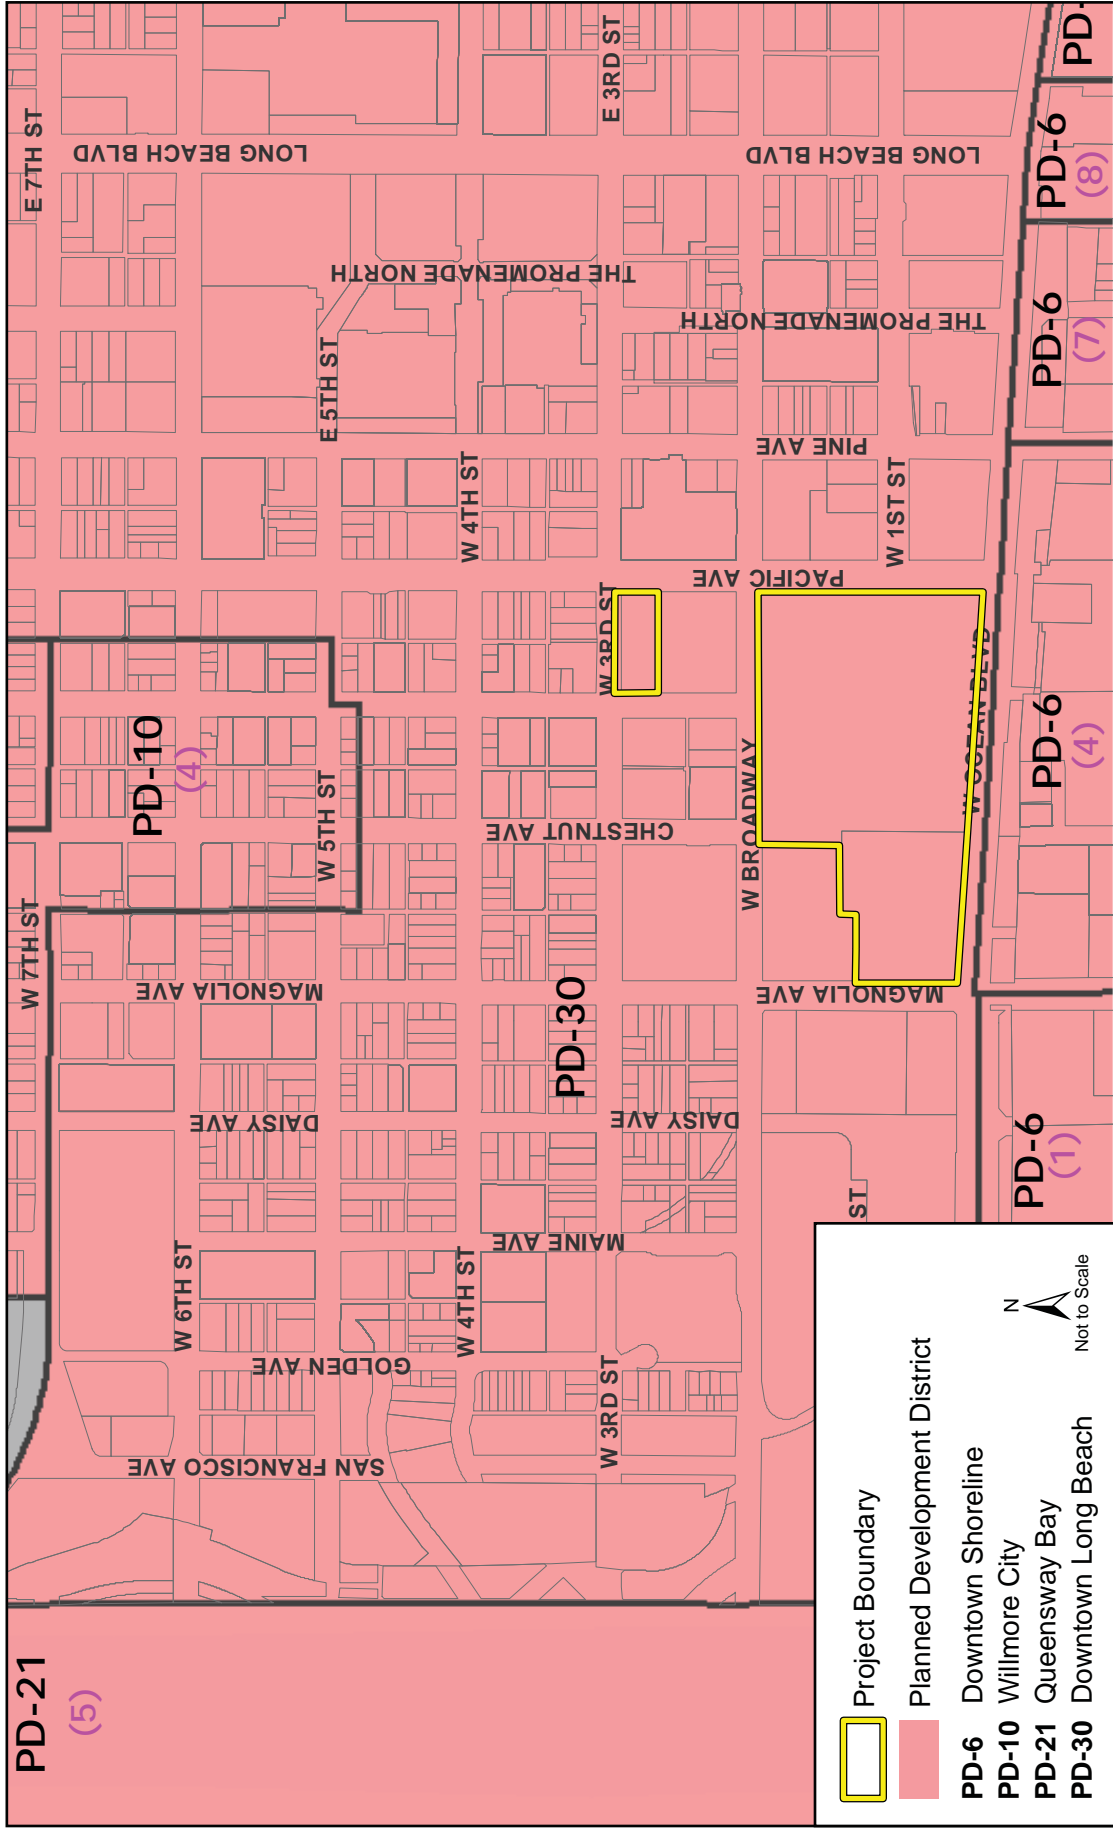 PD-21
(5)
W 7TH ST
E 7TH ST
PD-10
(4)
W 6TH ST
W 5TH ST
E 5TH ST
W 4TH ST
W 4TH ST
W 3RD ST
W 3RD ST
E 3RD ST
PD-30
W BROADWAY
W 1ST ST
ST
W OCEAN BLVD
SAN FRANCISCO AVE
GOLDEN AVE
MAINE AVE
DAISY AVE
DAISY AVE
MAGNOLIA AVE
MAGNOLIA AVE
CHESTNUT AVE
PACIFIC AVE
PINE AVE
THE PROMENADE NORTH
THE PROMENADE NORTH
LONG BEACH BLVD
LONG BEACH BLVD
PD-6
(1)
PD-6
(4)
PD-6
(7)
PD-6
(8)
PD-
Project Boundary
Planned Development District
PD-6 Downtown Shoreline
PD-10 Willmore City
PD-21 Queensway Bay
PD-30 Downtown Long Beach
N
Not to Scale